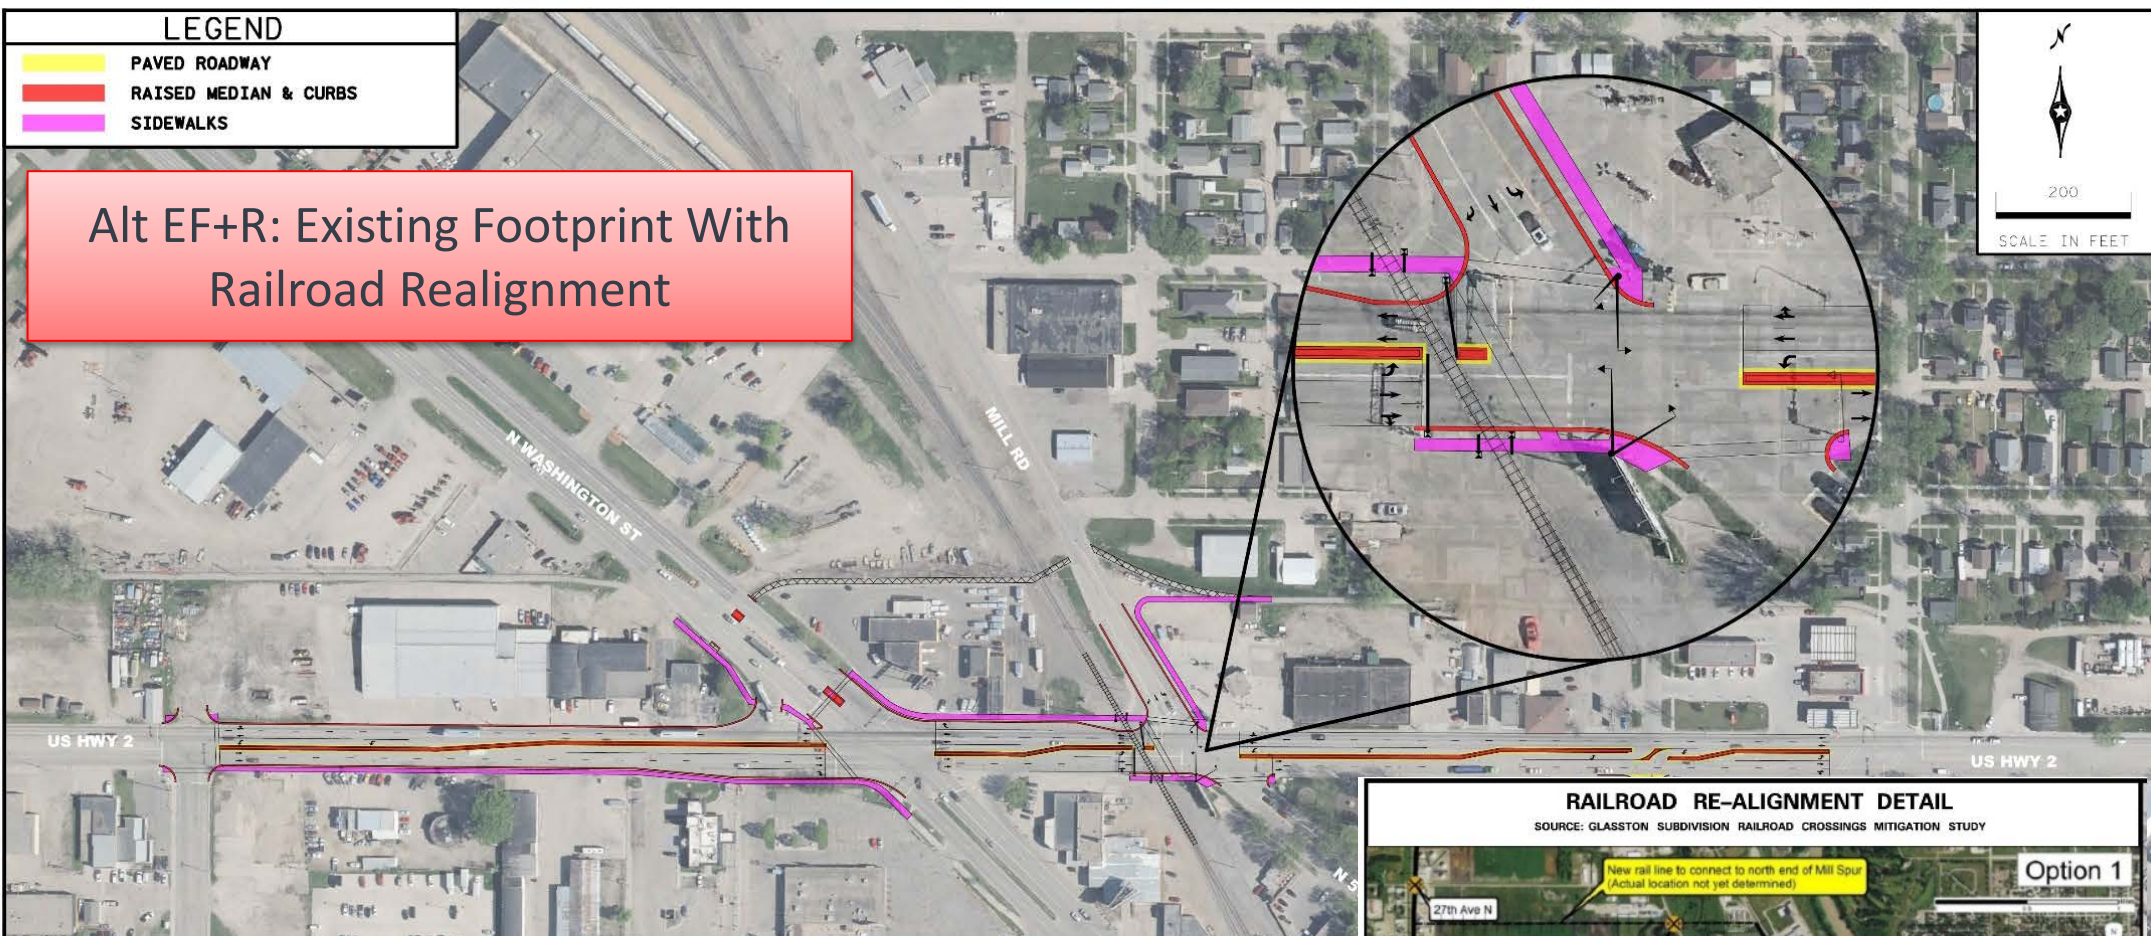 LEGEND
PAVED ROADWAY
RAISED MEDIAN & CURBS
SIDEWALKS
Alt EF+R: Existing Footprint With
Railroad Realignment
N
200
SCALE IN FEET
MILL RD
N WASHINGTON ST
US HWY 2
US HWY 2
N 5
RAILROAD RE-ALIGNMENT DETAIL
SOURCE: GLASSTON SUBDIVISION RAILROAD CROSSINGS MITIGATION STUDY
New rail line to connect to north end of Mill Spur
(Actual location not yet determined)
Option 1
27th Ave N
N